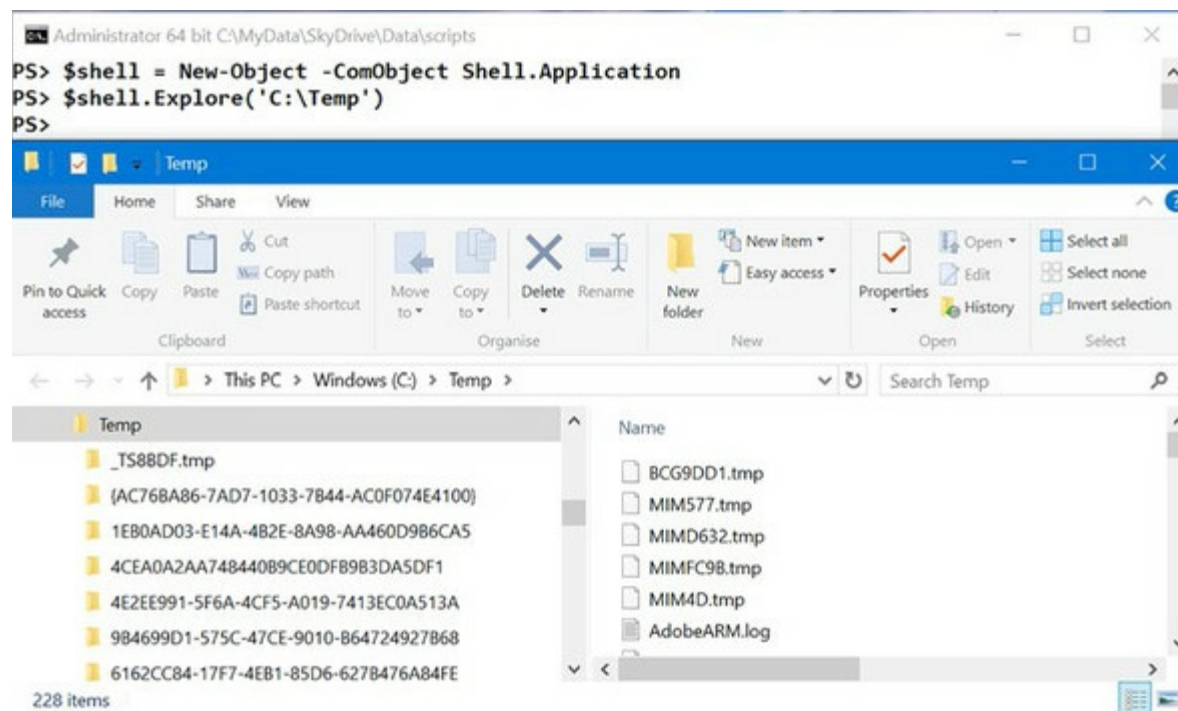 Administrator 64 bit C:\MyData\SkyDrive\Data\scripts
PS> $shell = New-Object -ComObject Shell.Application
PS> $shell.Explore('C:\Temp')
PS>
Temp
File Home Share View
Pin to Quick access
Copy
Paste
Cut
Copy path
Paste shortcut
Clipboard
Move to
Copy to
Delete
Rename
Organise
New folder
New item
Easy access
New
Properties
Open
Edit
History
Open
Select all
Select none
Invert selection
Select
This PC > Windows (C:) > Temp >
Search Temp
Temp
_TS8BDF.tmp
{AC76BA86-7AD7-1033-7B44-AC0F074E4100}
1EB0AD03-E14A-4B2E-8A98-AA460D9B6CA5
4CEA0A2AA748440B9CE0DFB9B3DA5DF1
4E2EE991-5F6A-4CF5-A019-7413EC0A513A
9B4699D1-575C-47CE-9010-B64724927B68
6162CC84-17F7-4EB1-85D6-627B476A84FE
Name
BCG9DD1.tmp
MIM577.tmp
MIMD632.tmp
MIMFC9B.tmp
MIM4D.tmp
AdobeARM.log
228 items